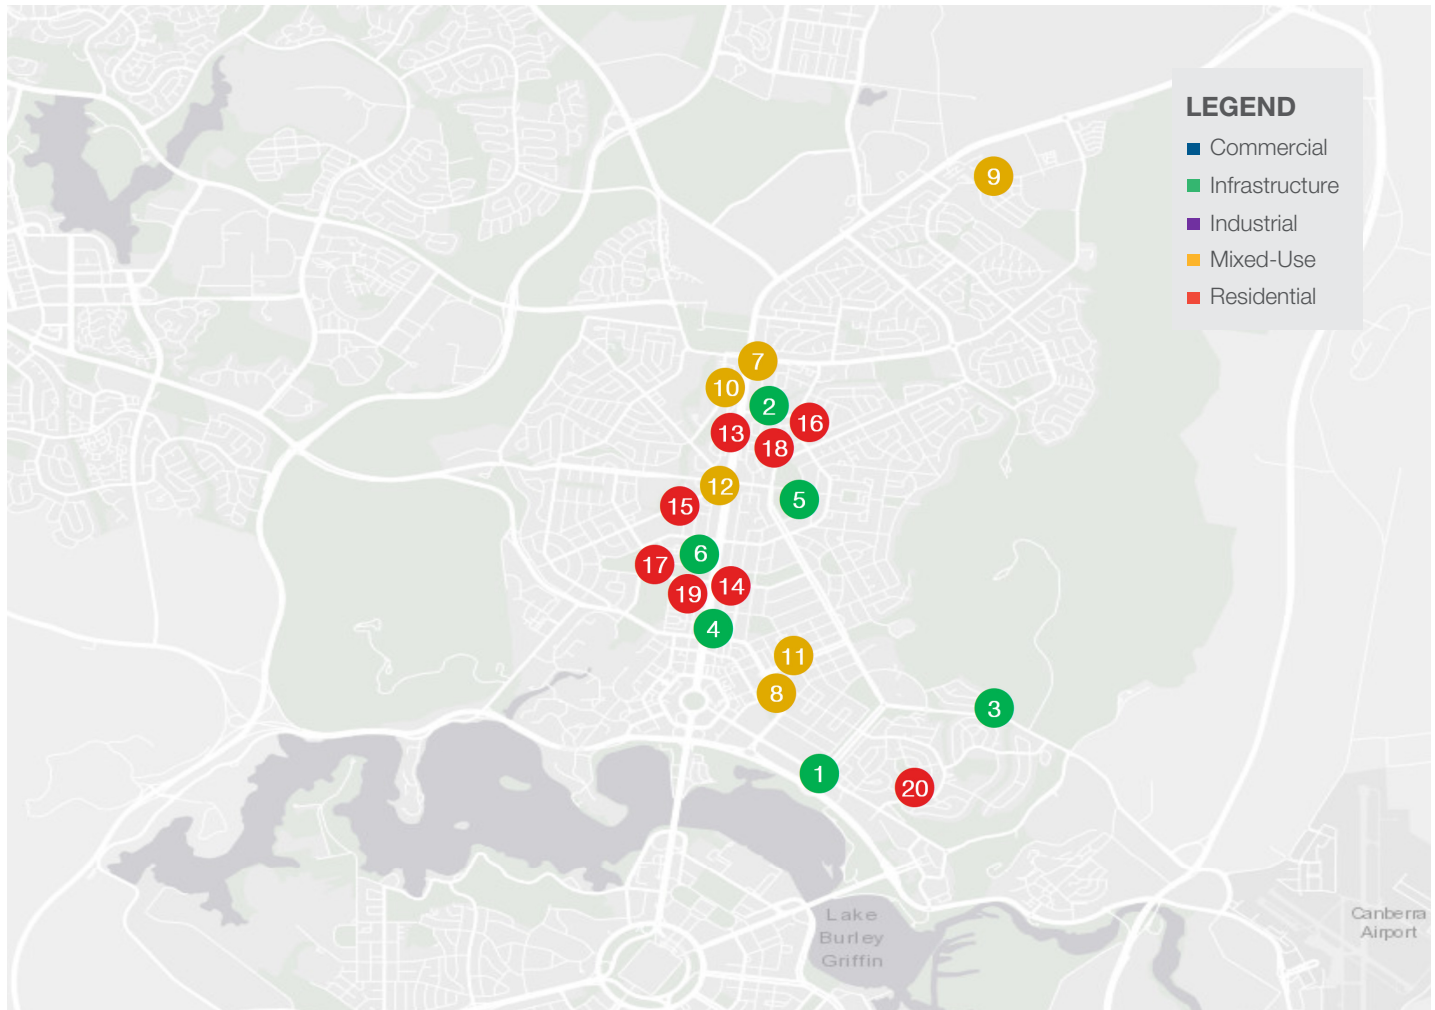 LEGEND
Commercial
Infrastructure
Industrial
Mixed-Use
Residential
9
7
10
2
16
13
18
12
5
15
6
17
14
19
4
11
8
3
1
20
Lake
Burley
Griffin
Canberra
Airport